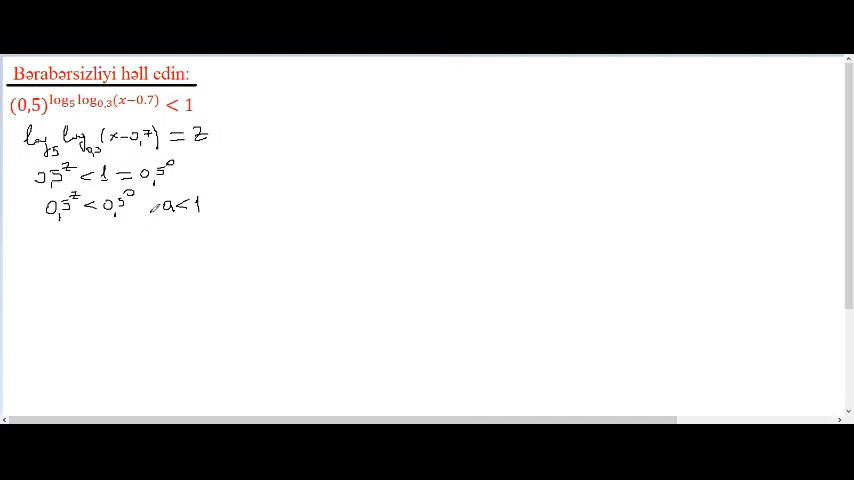 Bərabərsizliyi həll edin:
(0,5)^{log₅ log₀,₃(x−0.7)} < 1
log₅ log₀,₃ (x−0,7) = z
0,5^z < 1 = 0,5^0
0,5^z < 0,5^0 a < 1